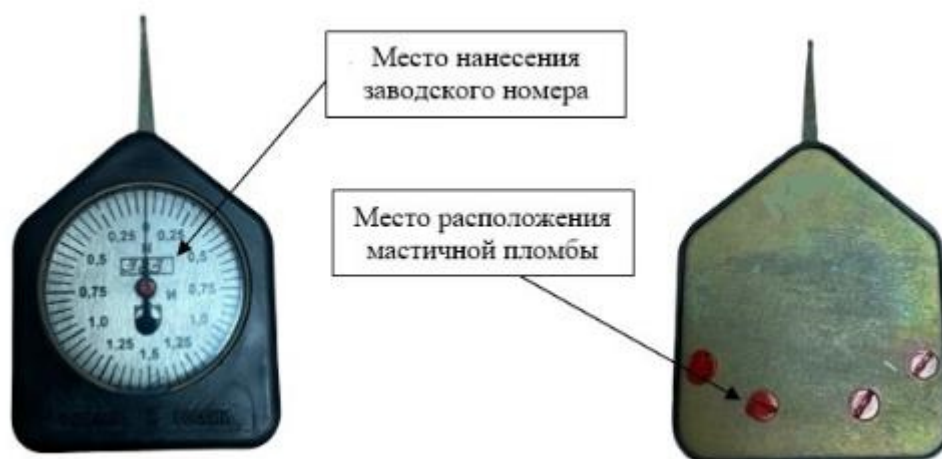 Место нанесения
заводского номера
Место расположения
мастичной пломбы
0
0,25 0,25
Н
0,5 0,5
0,75 И 0,75
1,0 1,0
1,25 1,5 1,25